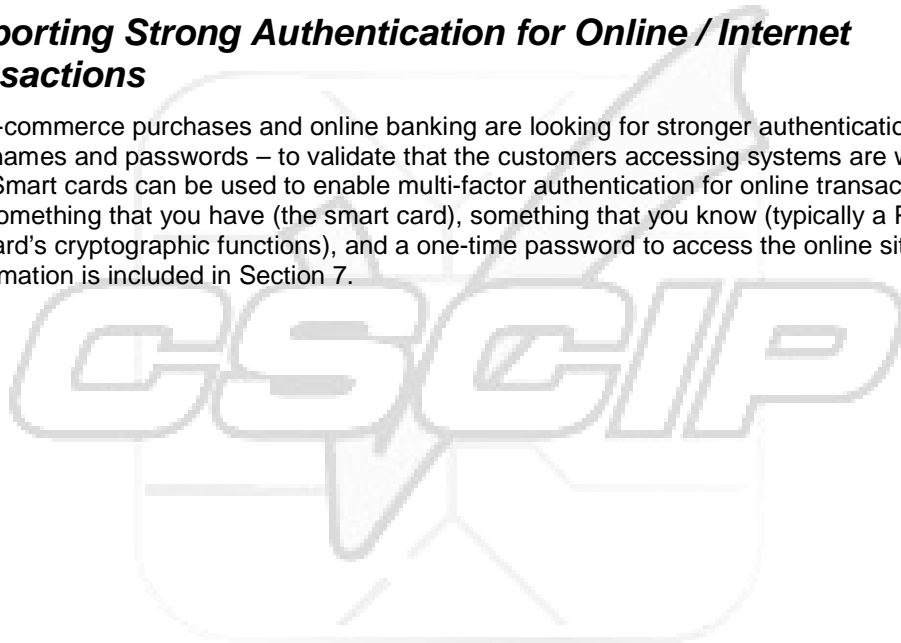 porting Strong Authentication for Online / Internet
sactions
-commerce purchases and online banking are looking for stronger authenticatio
names and passwords – to validate that the customers accessing systems are w
Smart cards can be used to enable multi-factor authentication for online transac
omething that you have (the smart card), something that you know (typically a P
ard's cryptographic functions), and a one-time password to access the online sit
rmation is included in Section 7.
CSCIP